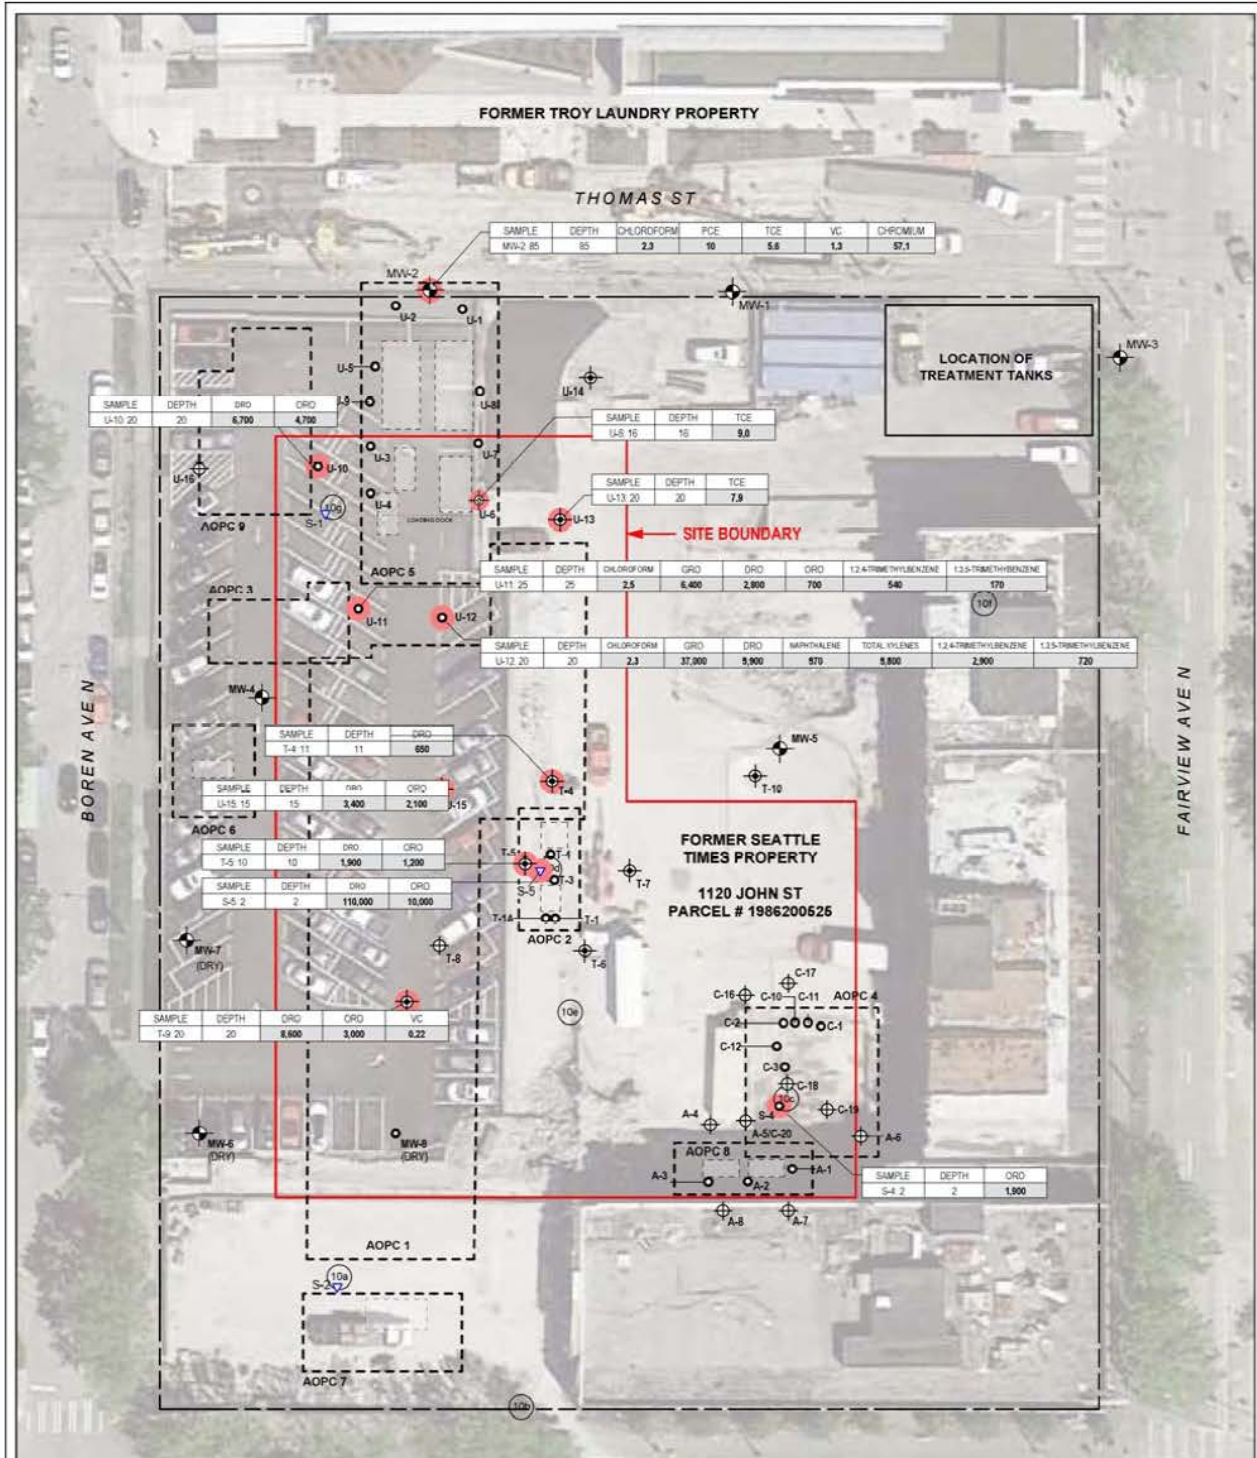 FORMER TROY LAUNDRY PROPERTY
THOMAS ST
SAMPLE DEPTH CHLOROFORM PCE TCE VC CHROMIUM
MW-2: 85 85 2.3 10 5.6 1.3 57.1
MW-2
MW-1
MW-3
U-2
U-1
LOCATION OF
TREATMENT TANKS
U-5
U-14
U-8
SAMPLE DEPTH DRO ORO
U-10: 20 20 6,700 4,700
U-9
SAMPLE DEPTH TCE
U-6: 16 16 9.0
U-3
U-7
U-16
U-10
SAMPLE DEPTH TCE
U-13: 20 20 7.9
U-4
U-6
10g
S-1
LOADING DOCK
U-13
AOPC 9
SITE BOUNDARY
AOPC 5
SAMPLE DEPTH CHLOROFORM GRO DRO ORO 1,2,4-TRIMETHYLBENZENE 1,3,5-TRIMETHYBENZENE
U-11: 25 25 2.5 6,400 2,800 700 540 170
AOPC 3
10f
U-11
U-12
SAMPLE DEPTH CHLOROFORM GRO DRO NAPHTHALENE TOTAL XYLENES 1,2,4-TRIMETHYLBENZENE 1,3,5-TRIMETHYLBENZENE
U-12: 20 20 2.3 37,000 5,900 570 5,800 2,900 720
BOREN AVE N
FAIRVIEW AVE N
MW-4
SAMPLE DEPTH DRO
T-4: 11 11 650
MW-5
T-10
T-4
SAMPLE DEPTH DRO ORO
U-15: 15 15 3,400 2,100
U-15
AOPC 6
FORMER SEATTLE
TIMES PROPERTY
1120 JOHN ST
PARCEL # 1986200525
SAMPLE DEPTH DRO ORO
T-5: 10 10 1,900 1,200
T-5
T-4
T-3
T-7
SAMPLE DEPTH DRO ORO
S-5: 2 2 110,000 10,000
S-5
T-1A
T-1
AOPC 2
MW-7
(DRY)
T-8
T-6
C-17
C-16
C-10
C-11
AOPC 4
10e
SAMPLE DEPTH DRO ORO VC
T-9: 20 20 8,600 3,000 0.22
C-2
C-1
C-12
C-3
C-18
10c
C-19
A-4
S-4
A-5/C-20
A-6
MW-6
(DRY)
MW-8
(DRY)
AOPC 8
A-3
A-2
A-1
SAMPLE DEPTH ORO
S-4: 2 2 1,900
A-8
A-7
AOPC 1
10a
S-2
AOPC 7
10b